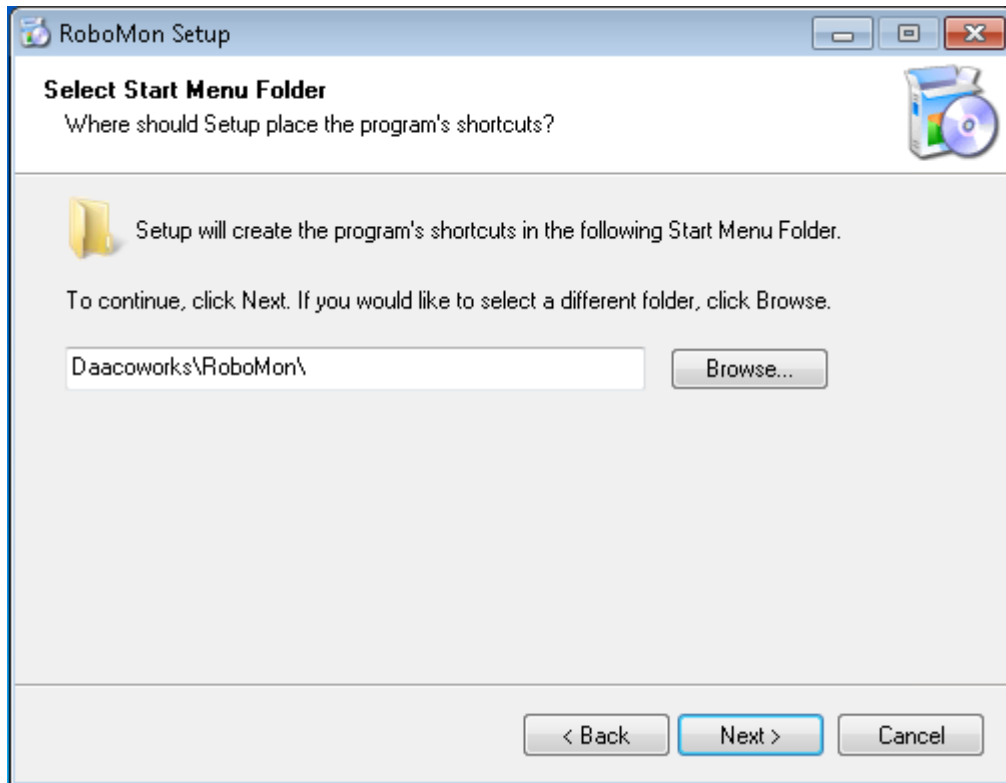 RoboMon Setup
Select Start Menu Folder
Where should Setup place the program's shortcuts?
Setup will create the program's shortcuts in the following Start Menu Folder.
To continue, click Next. If you would like to select a different folder, click Browse.
Daacoworks\RoboMon\
Browse...
< Back
Next >
Cancel